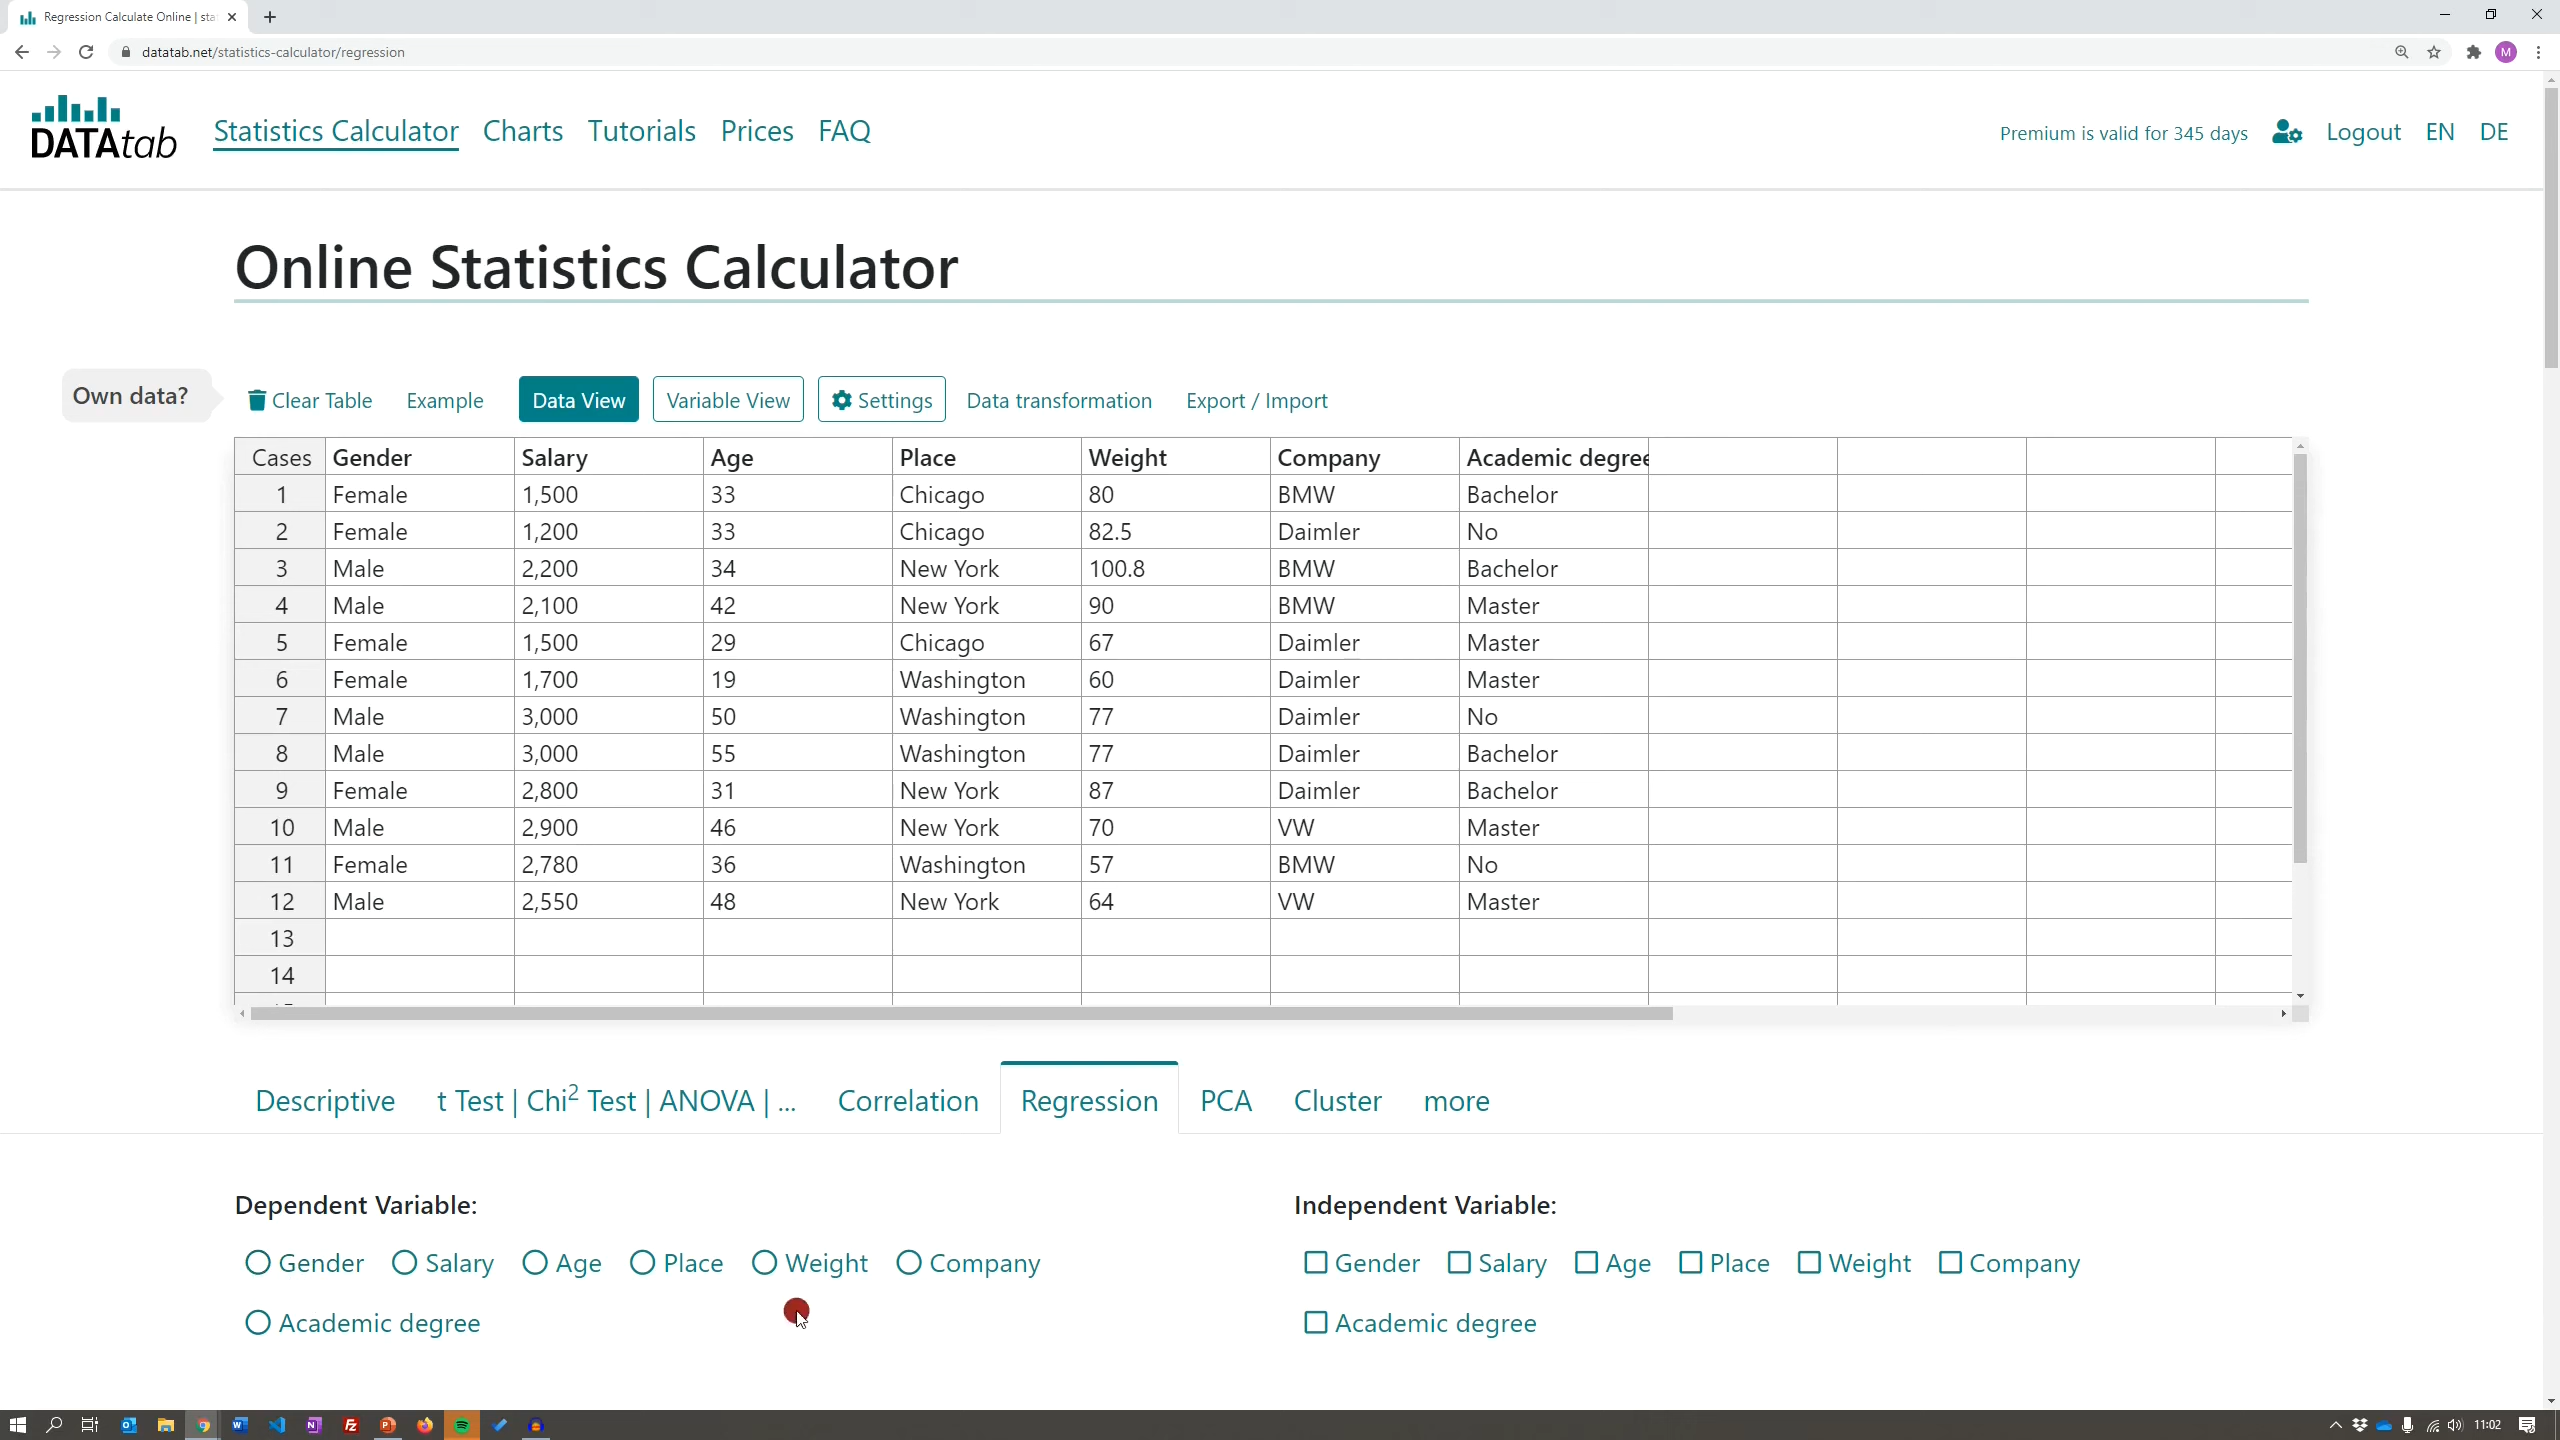 Regression Calculate Online | sta
datatab.net/statistics-calculator/regression
M
DATAtab
Statistics Calculator Charts Tutorials Prices FAQ
Premium is valid for 345 days Logout EN DE
Online Statistics Calculator
Own data? Clear Table Example Data View Variable View Settings Data transformation Export / Import
Cases Gender Salary Age Place Weight Company Academic degree
1 Female 1,500 33 Chicago 80 BMW Bachelor
2 Female 1,200 33 Chicago 82.5 Daimler No
3 Male 2,200 34 New York 100.8 BMW Bachelor
4 Male 2,100 42 New York 90 BMW Master
5 Female 1,500 29 Chicago 67 Daimler Master
6 Female 1,700 19 Washington 60 Daimler Master
7 Male 3,000 50 Washington 77 Daimler No
8 Male 3,000 55 Washington 77 Daimler Bachelor
9 Female 2,800 31 New York 87 Daimler Bachelor
10 Male 2,900 46 New York 70 VW Master
11 Female 2,780 36 Washington 57 BMW No
12 Male 2,550 48 New York 64 VW Master
13
14
Descriptive t Test | Chi² Test | ANOVA | ... Correlation Regression PCA Cluster more
Dependent Variable: Independent Variable:
Gender Salary Age Place Weight Company Gender Salary Age Place Weight Company
Academic degree Academic degree
11:02